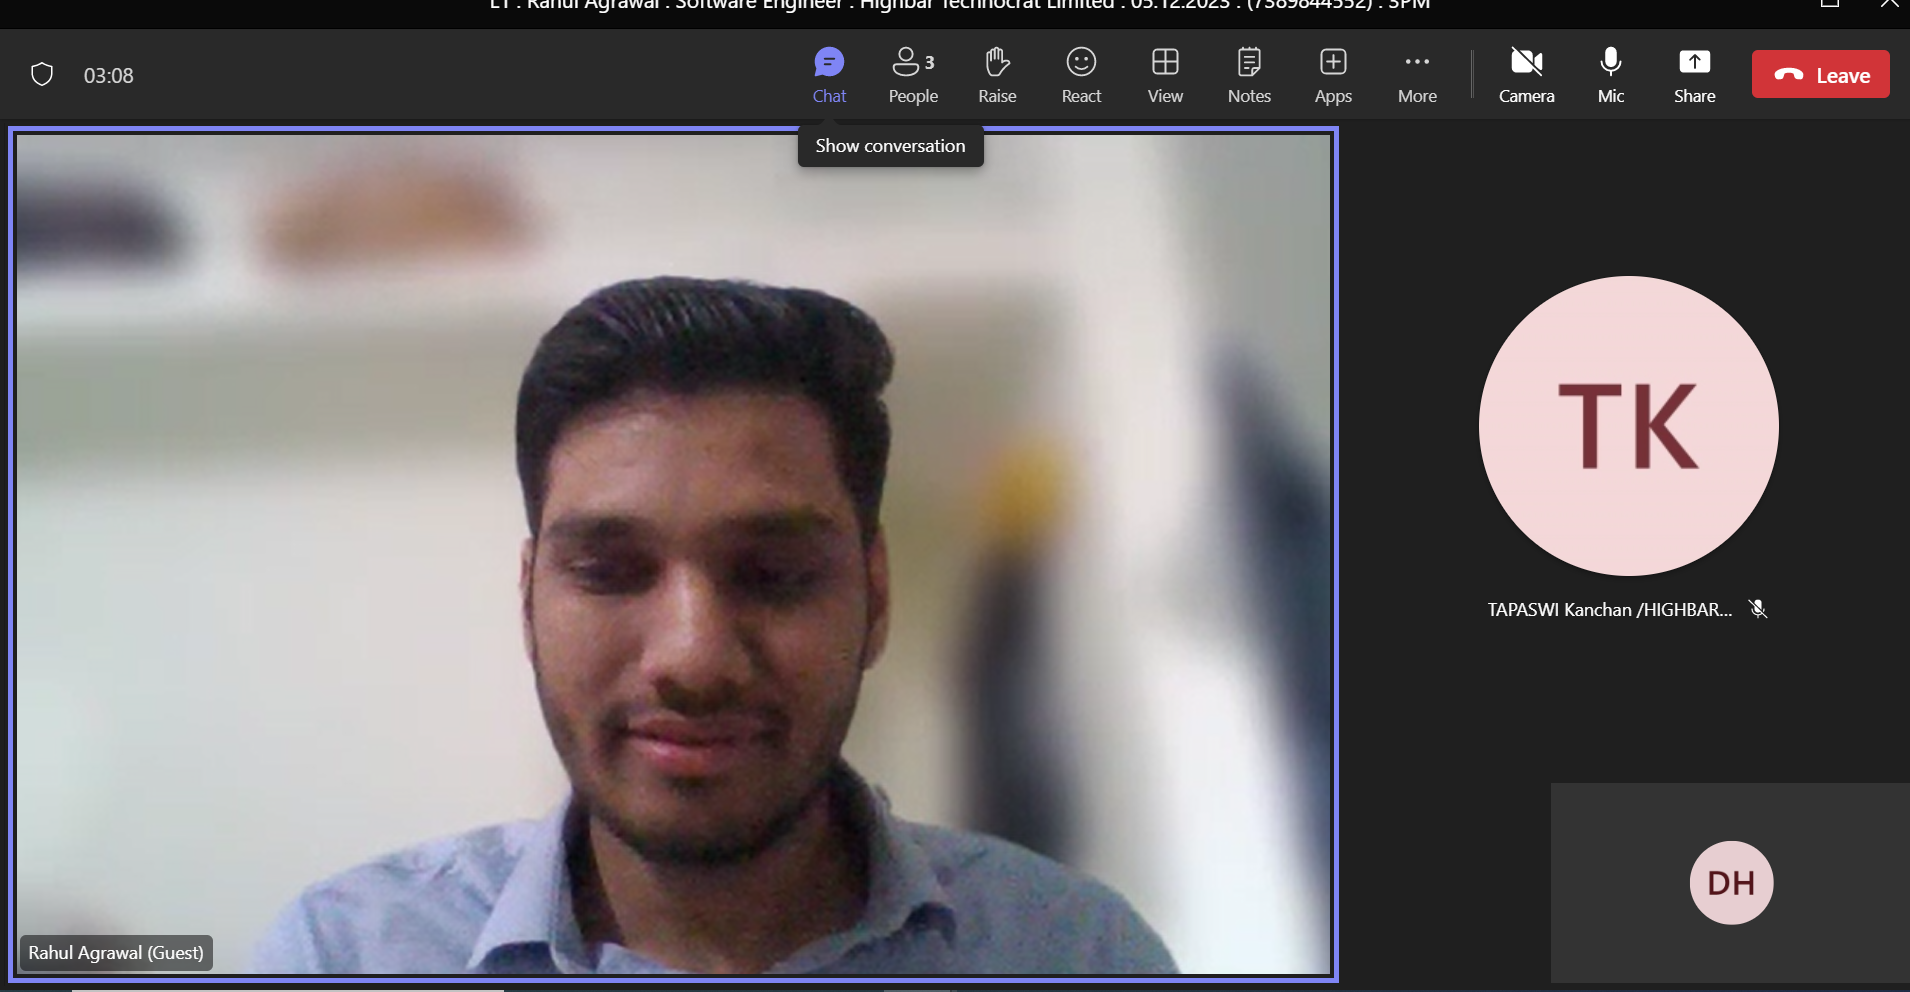 L1 : Rahul Agrawal : Software Engineer : Highbar Technocrat Limited : 05.12.2023 : (7389844552) : 3PM
03:08
Chat
3
People
Raise
React
View
Notes
Apps
More
Camera
Mic
Share
Leave
Show conversation
TK
TAPASWI Kanchan /HIGHBAR...
DH
Rahul Agrawal (Guest)